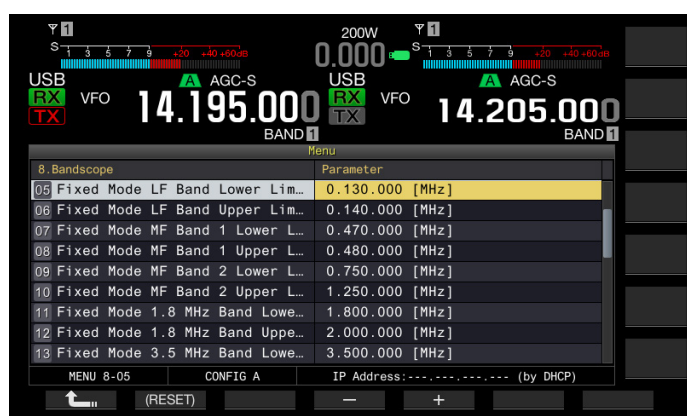 1 200W 1
S 1 3 5 7 9 +20 +40 +60dB 0.000 S 1 3 5 7 9 +20 +40 +60dB
USB A AGC-S USB A AGC-S
RX VFO 14.195.000 RX VFO 14.205.000
TX BAND 1 TX BAND 1
Menu
8.Bandscope Parameter
05 Fixed Mode LF Band Lower Lim… 0.130.000 [MHz]
06 Fixed Mode LF Band Upper Lim… 0.140.000 [MHz]
07 Fixed Mode MF Band 1 Lower L… 0.470.000 [MHz]
08 Fixed Mode MF Band 1 Upper L… 0.480.000 [MHz]
09 Fixed Mode MF Band 2 Lower L… 0.750.000 [MHz]
10 Fixed Mode MF Band 2 Upper L… 1.250.000 [MHz]
11 Fixed Mode 1.8 MHz Band Lowe… 1.800.000 [MHz]
12 Fixed Mode 1.8 MHz Band Uppe… 2.000.000 [MHz]
13 Fixed Mode 3.5 MHz Band Lowe… 3.500.000 [MHz]
MENU 8-05 CONFIG A IP Address:---.---.---.--- (by DHCP)
(RESET) − +